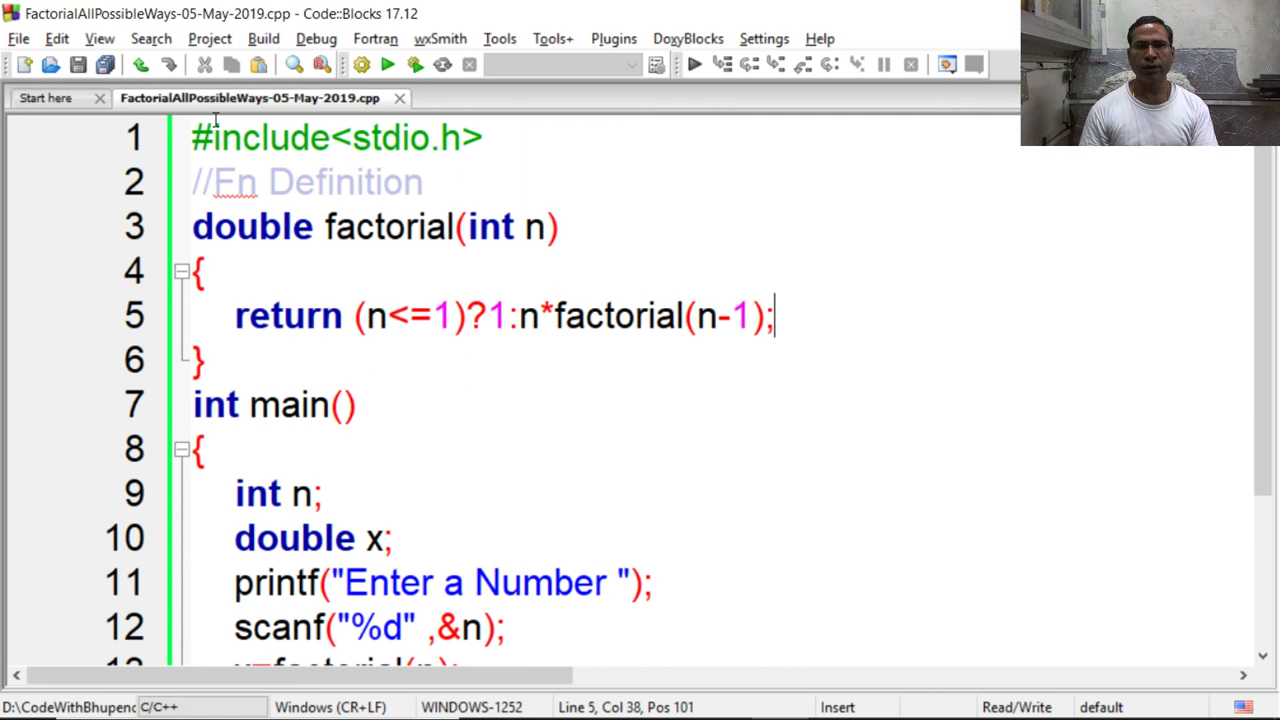 FactorialAllPossibleWays-05-May-2019.cpp - Code::Blocks 17.12
File Edit View Search Project Build Debug Fortran wxSmith Tools Tools+ Plugins DoxyBlocks Settings Help
Start here FactorialAllPossibleWays-05-May-2019.cpp
1 #include<stdio.h>
2 //Fn Definition
3 double factorial(int n)
4 {
5 return (n<=1)?1:n*factorial(n-1);
6 }
7 int main()
8 {
9 int n;
10 double x;
11 printf("Enter a Number ");
12 scanf("%d" ,&n);
13 x=factorial(n);
D:\CodeWithBhupend C/C++ Windows (CR+LF) WINDOWS-1252 Line 5, Col 38, Pos 101 Insert Read/Write default